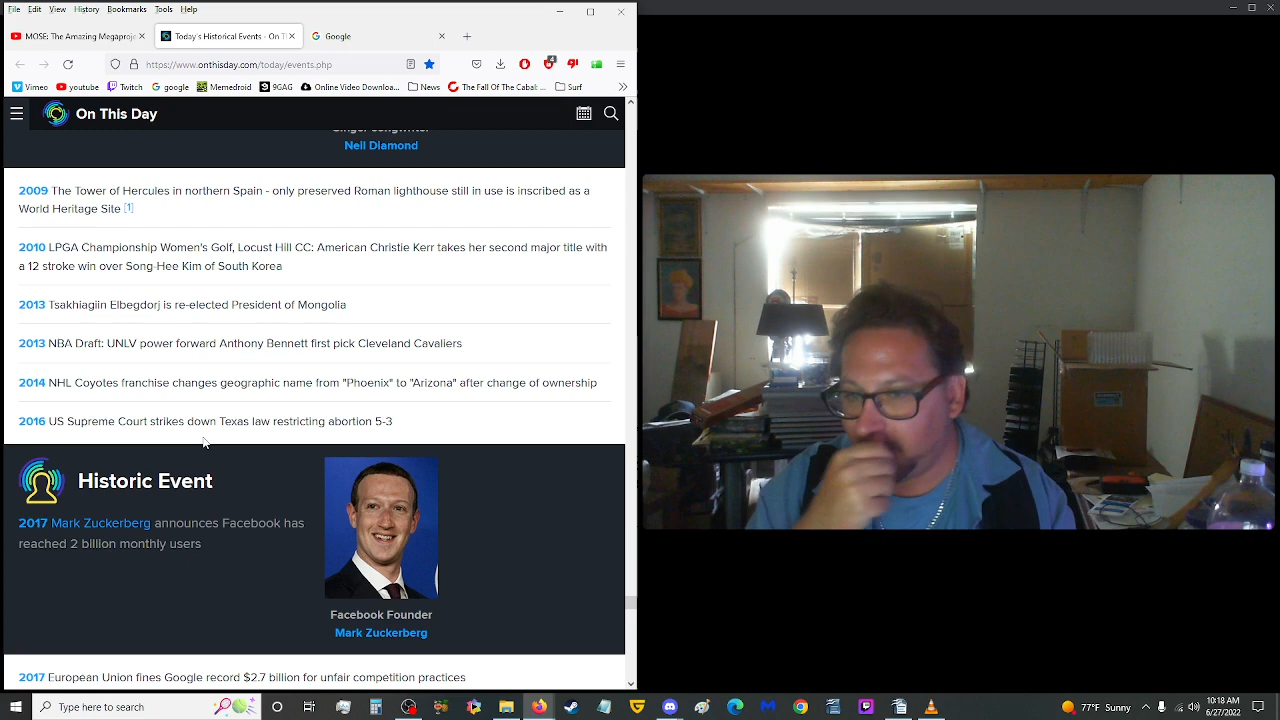 File Edit View History Bookmarks Tools Help
MOSE: The Amazing Megaproje
Today's Historical Events - On T
Google
https://www.onthisday.com/today/events.php
4
Vimeo youtube Twitch google Memedroid 9GAG Online Video Downloa... News The Fall Of The Cabal:... Surf
On This Day
Neil Diamond
2009 The Tower of Hercules in northern Spain - only preserved Roman lighthouse still in use is inscribed as a
World Heritage Site [1]
2010 LPGA Championship Women's Golf, Locust Hill CC: American Christie Kerr takes her second major title with
a 12 stroke win over Song-Hee Kim of South Korea
2013 Tsakhiagiin Elbegdorj is re-elected President of Mongolia
2013 NBA Draft: UNLV power forward Anthony Bennett first pick Cleveland Cavaliers
2014 NHL Coyotes franchise changes geographic name from "Phoenix" to "Arizona" after change of ownership
2016 US Supreme Court strikes down Texas law restricting abortion 5-3
Historic Event
2017 Mark Zuckerberg announces Facebook has
reached 2 billion monthly users
Facebook Founder
Mark Zuckerberg
2017 European Union fines Google record $2.7 billion for unfair competition practices
Type here to search
77°F Sunny
10:18 AM
6/27/2022